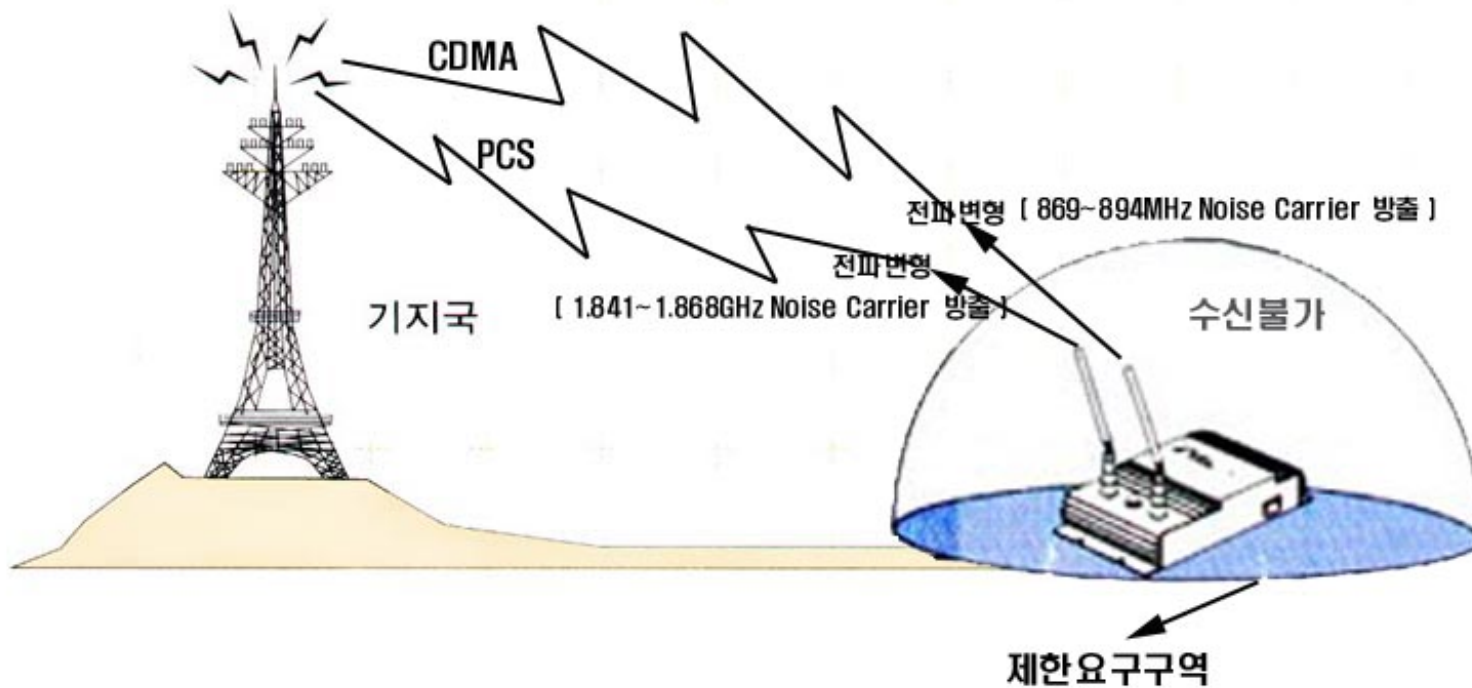 CDMA
PCS
전파변형 [ 869~894MHz Noise Carrier 방출 ]
전파변형
[ 1.841~1.868GHz Noise Carrier 방출 ]
기지국
수신불가
제한요구구역